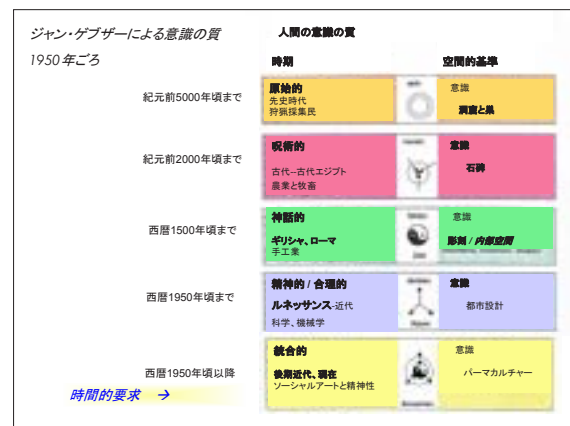 ジャン・ゲブザーによる意識の質
1950年ごろ
人間の意識の質
時期
空間的基準
紀元前5000年頃まで
原始的
先史時代
狩猟採集民
意識
洞窟と巣
紀元前2000年頃まで
呪術的
古代–古代エジプト
農業と牧畜
意識
石碑
西暦1500年頃まで
神話的
ギリシャ、ローマ
手工業
意識
彫刻 / 内部空間
西暦1950年頃まで
精神的 / 合理的
ルネッサンス-近代
科学、機械学
意識
都市設計
西暦1950年頃以降
時間的要求 →
統合的
後期近代、現在
ソーシャルアートと精神性
意識
パーマカルチャー